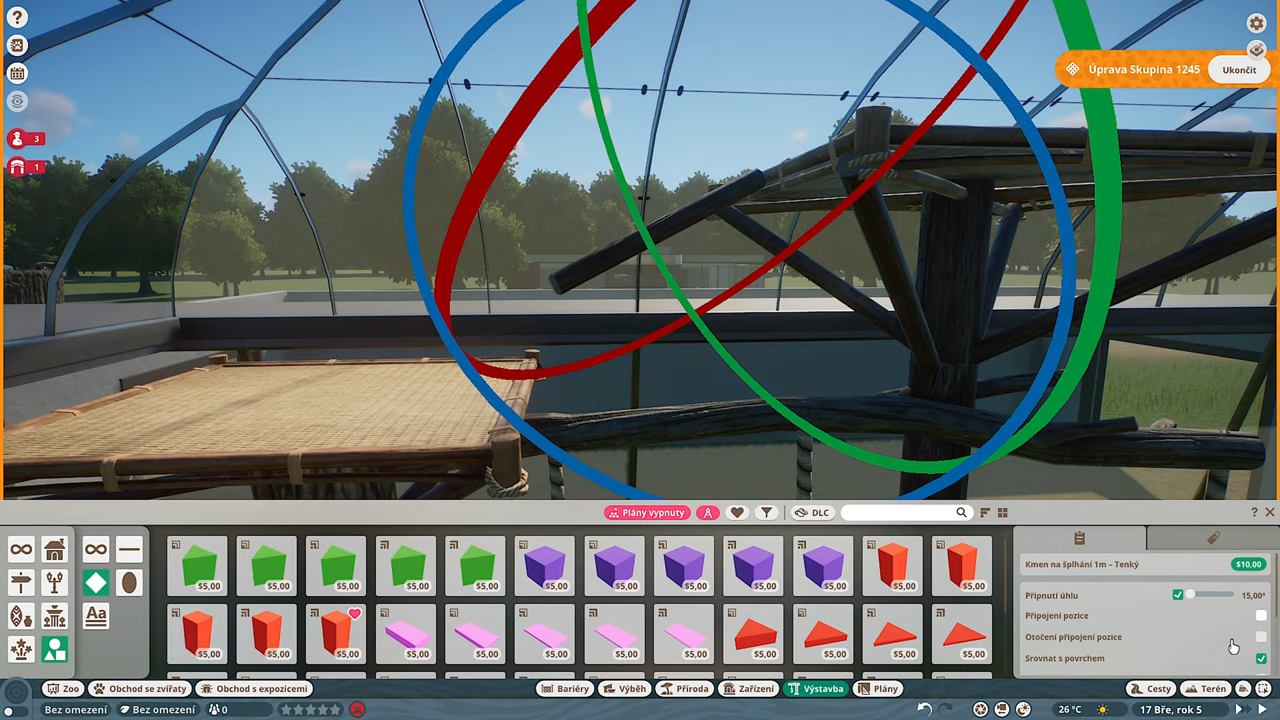 ?
Úprava Skupina 1245
Ukončit
3
1
Plány vypnuty
DLC
?
$5,00 $5,00 $5,00 $5,00 $5,00 $5,00 $5,00 $5,00 $5,00 $5,00 $5,00 $5,00
$5,00 $5,00 $5,00 $5,00 $5,00 $5,00 $5,00 $5,00 $5,00 $5,00 $5,00 $5,00
Aa
Kmen na šplhání 1m – Tenký $10,00
Připnutí úhlu 15,00°
Připojení pozice
Otočení připojení pozice
Srovnat s povrchem
Zoo Obchod se zvířaty Obchod s expozicemi Bariéry Výběh Příroda Zařízení Výstavba Plány Cesty Terén
Bez omezení Bez omezení 0 26 °C 17 Bře, rok 5